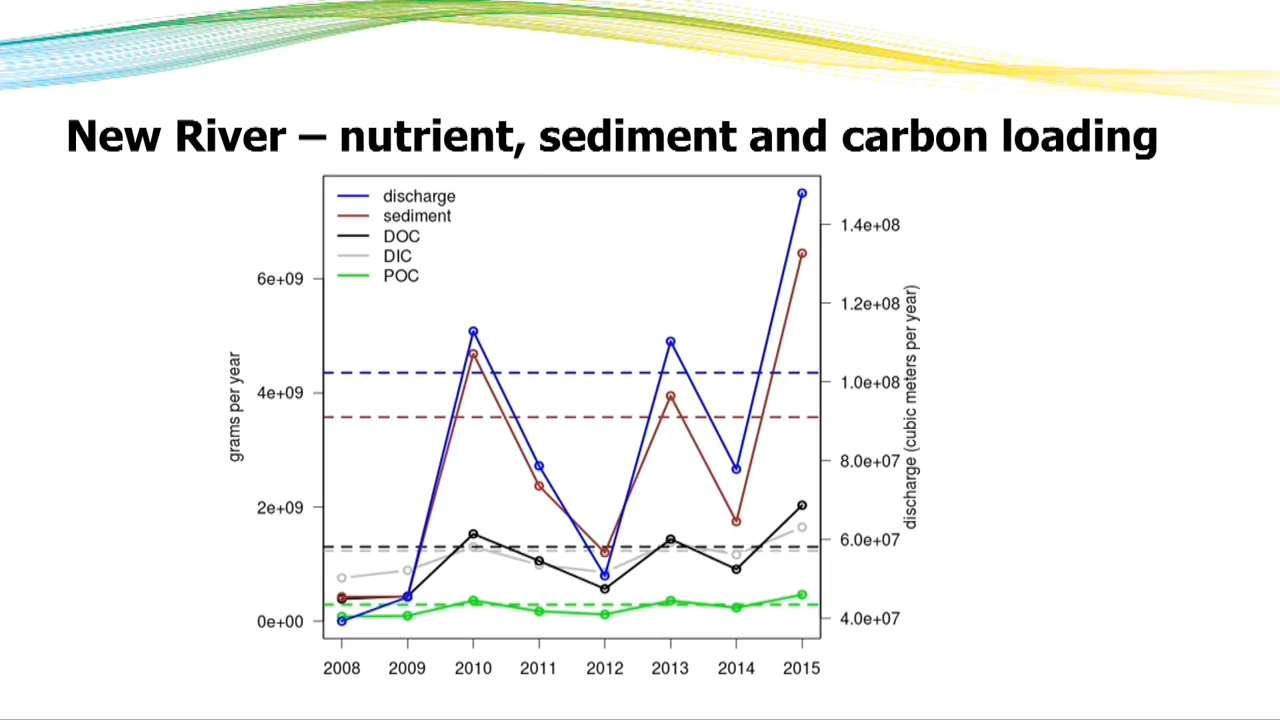 New River – nutrient, sediment and carbon loading
discharge
sediment
DOC
DIC
POC
6e+09
4e+09
2e+09
0e+00
grams per year
1.4e+08
1.2e+08
1.0e+08
8.0e+07
6.0e+07
4.0e+07
discharge (cubic meters per year)
2008 2009 2010 2011 2012 2013 2014 2015